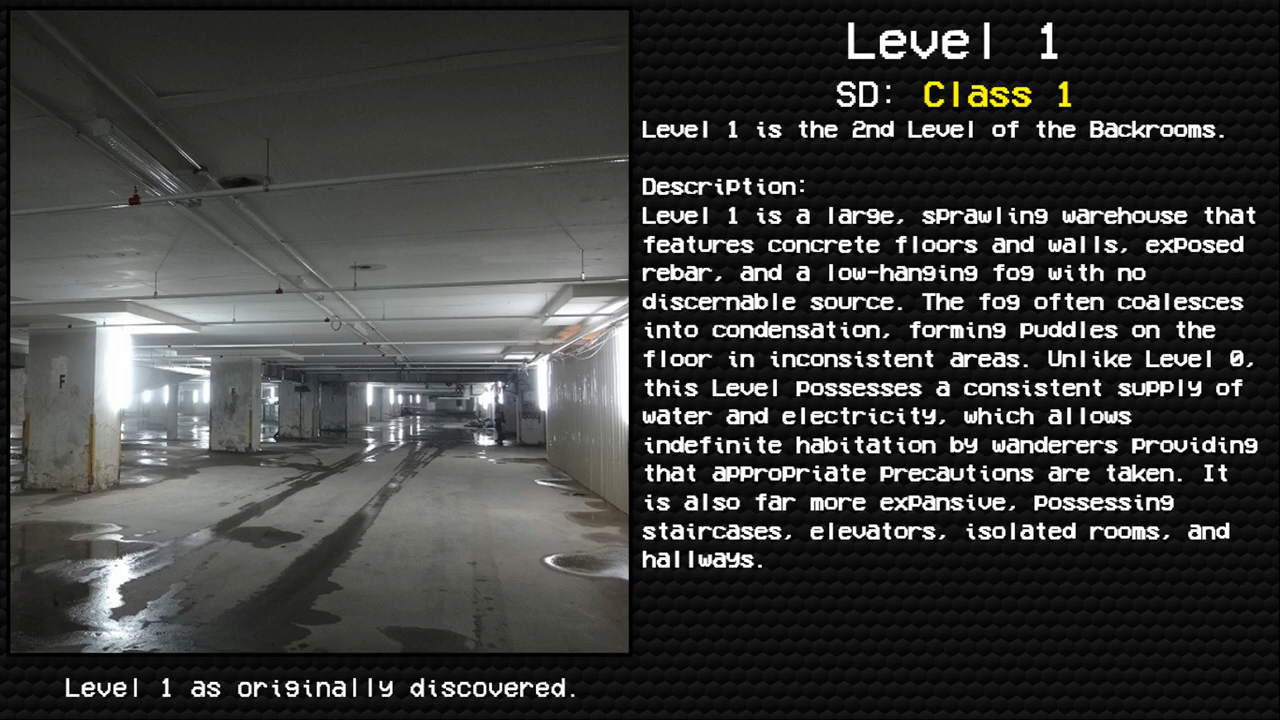 Level 1
SD: Class 1
Level 1 is the 2nd Level of the Backrooms.
Description:
Level 1 is a large, sprawling warehouse that
features concrete floors and walls, exposed
rebar, and a low-hanging fog with no
discernable source. The fog often coalesces
into condensation, forming puddles on the
floor in inconsistent areas. Unlike Level 0,
this Level possesses a consistent supply of
water and electricity, which allows
indefinite habitation by wanderers providing
that appropriate precautions are taken. It
is also far more expansive, possessing
staircases, elevators, isolated rooms, and
hallways.
F
Level 1 as originally discovered.